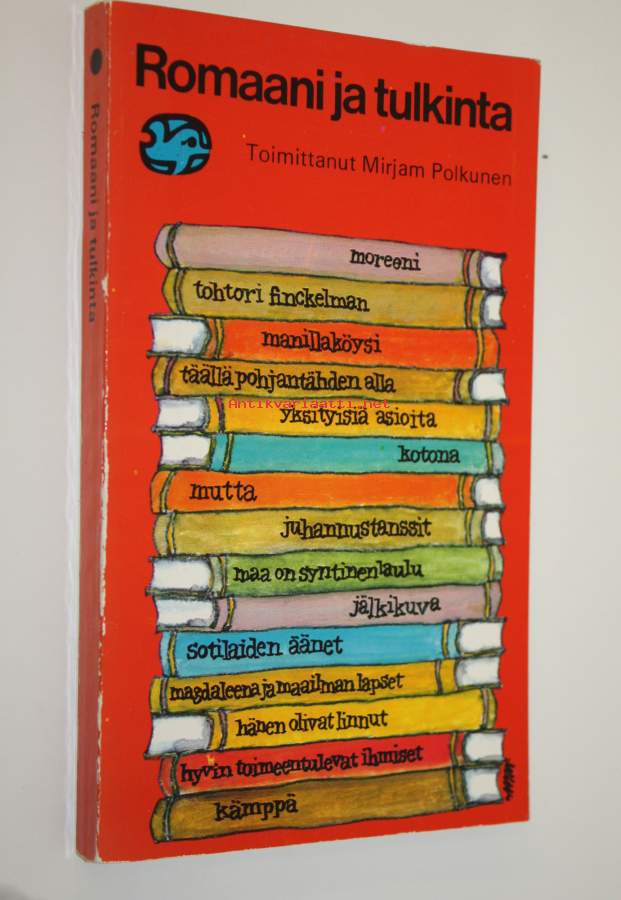 Romaani ja tulkinta
Toimittanut Mirjam Polkunen
Romaani ja tulkinta
moreeni
tohtori finckelman
manillaköysi
täällä pohjantähden alla
Antikvariaatti.net
yksityisiä asioita
kotona
mutta
juhannustanssit
maa on syntinen laulu
jälkikuva
sotilaiden äänet
magdaleena ja maailman lapset
hänen olivat linnut
hyvin toimeentulevat ihmiset
kämppä